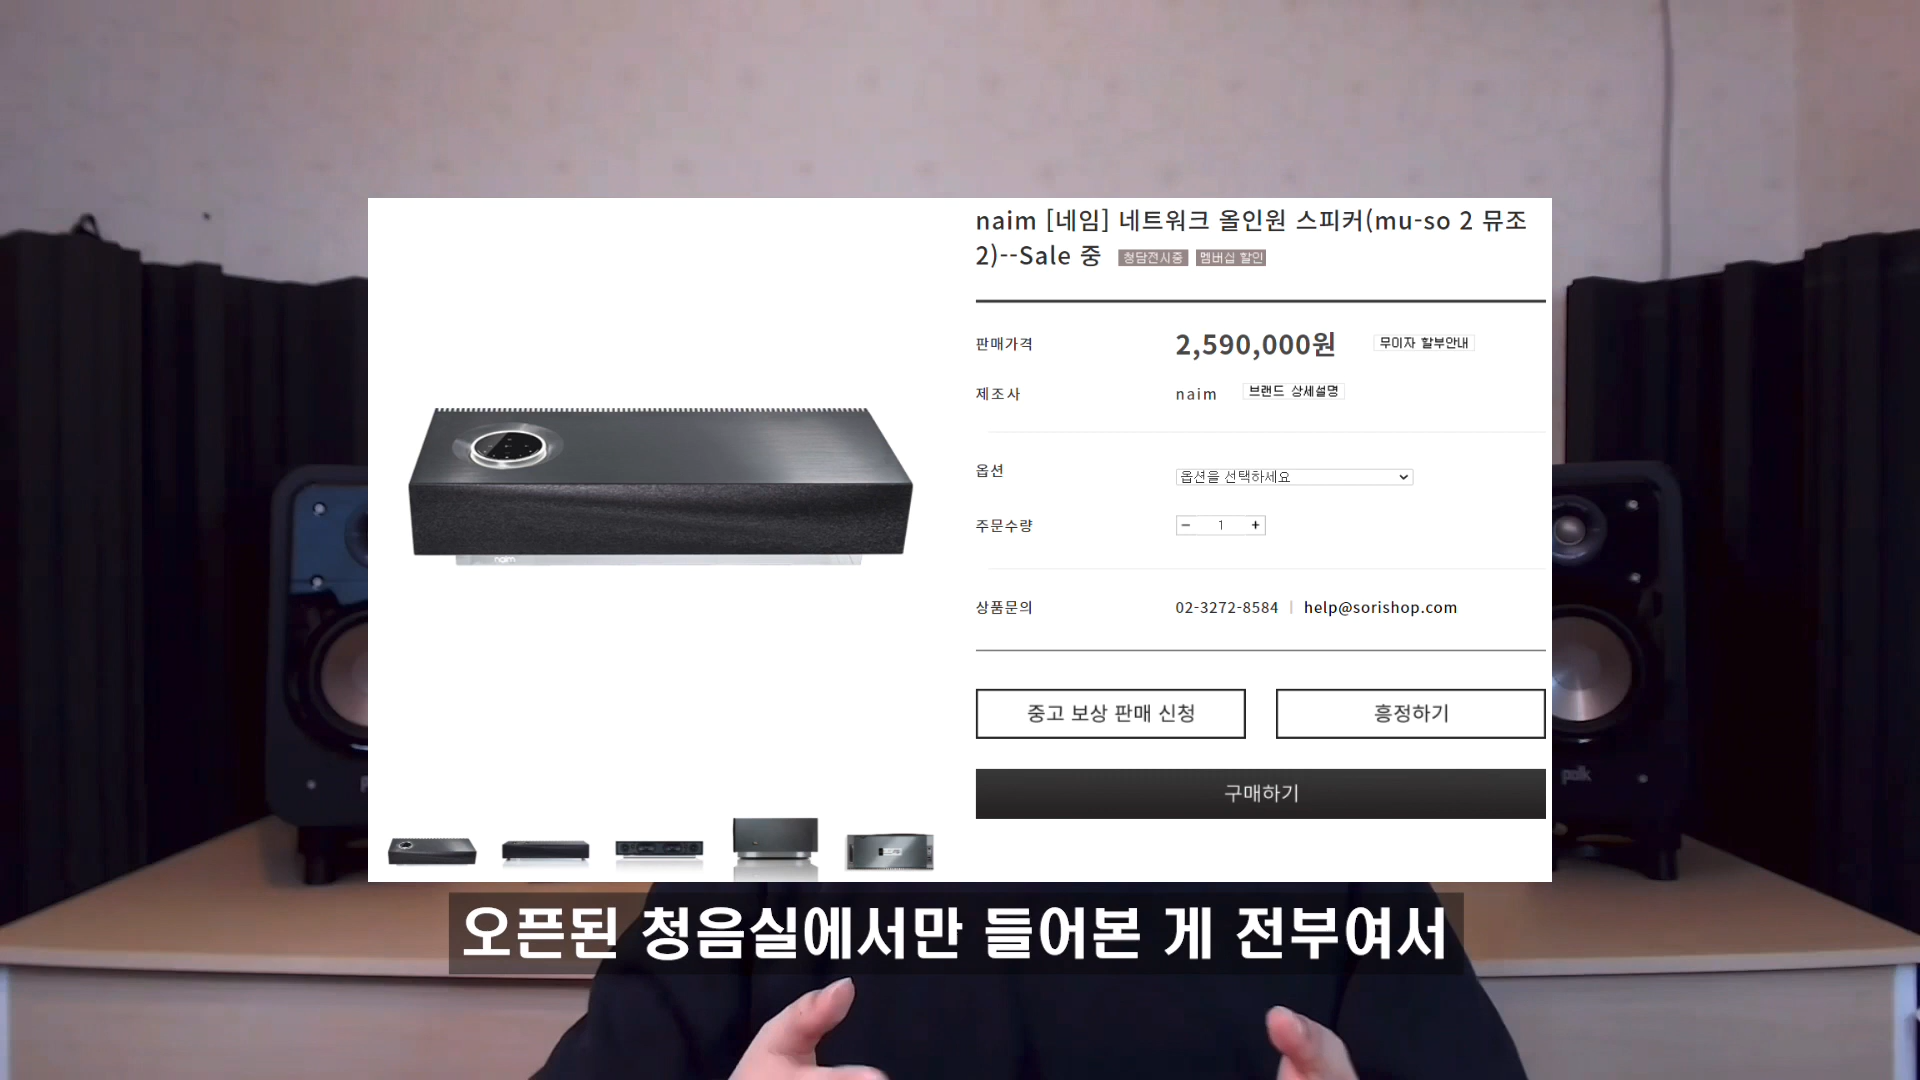 naim [네임] 네트워크 올인원 스피커(mu-so 2 뮤조
2)--Sale 중 청담전시중 멤버십 할인
판매가격 2,590,000원 무이자 할부안내
제조사 naim 브랜드 상세설명
옵션 옵션을 선택하세요
주문수량 - 1 +
상품문의 02-3272-8584 | help@sorishop.com
중고 보상 판매 신청 흥정하기
구매하기
naim
polk
오픈된 청음실에서만 들어본 게 전부여서